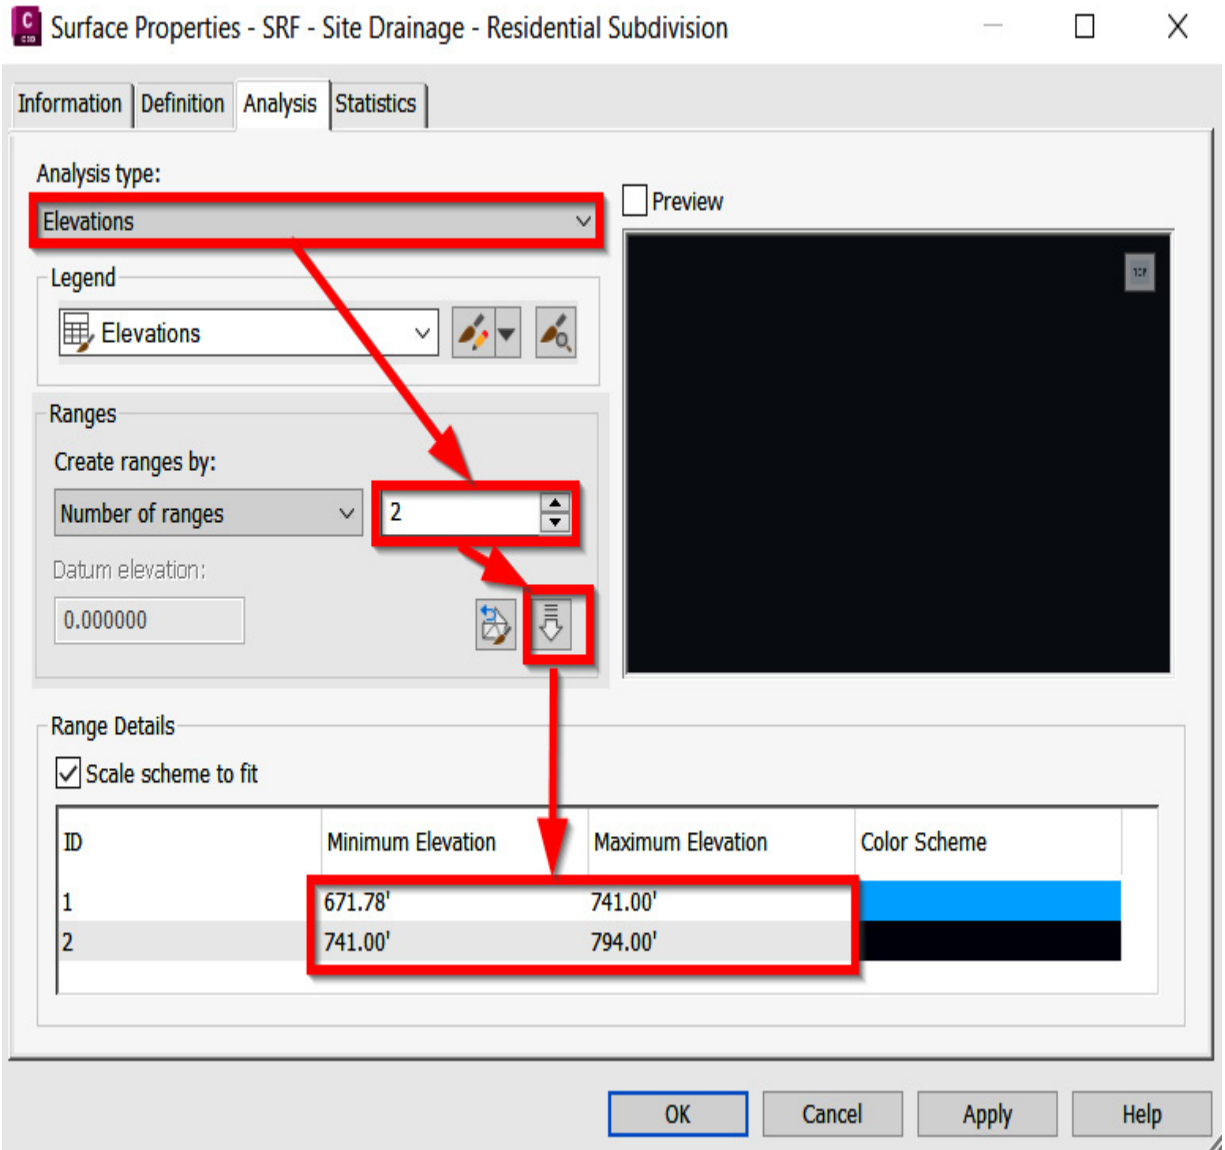 C
C3D
Surface Properties - SRF - Site Drainage - Residential Subdivision
Information Definition Analysis Statistics
Analysis type:
Elevations
Preview
TOP
Legend
Elevations
Ranges
Create ranges by:
Number of ranges 2
Datum elevation:
0.000000
Range Details
Scale scheme to fit
ID Minimum Elevation Maximum Elevation Color Scheme
1 671.78' 741.00'
2 741.00' 794.00'
OK Cancel Apply Help